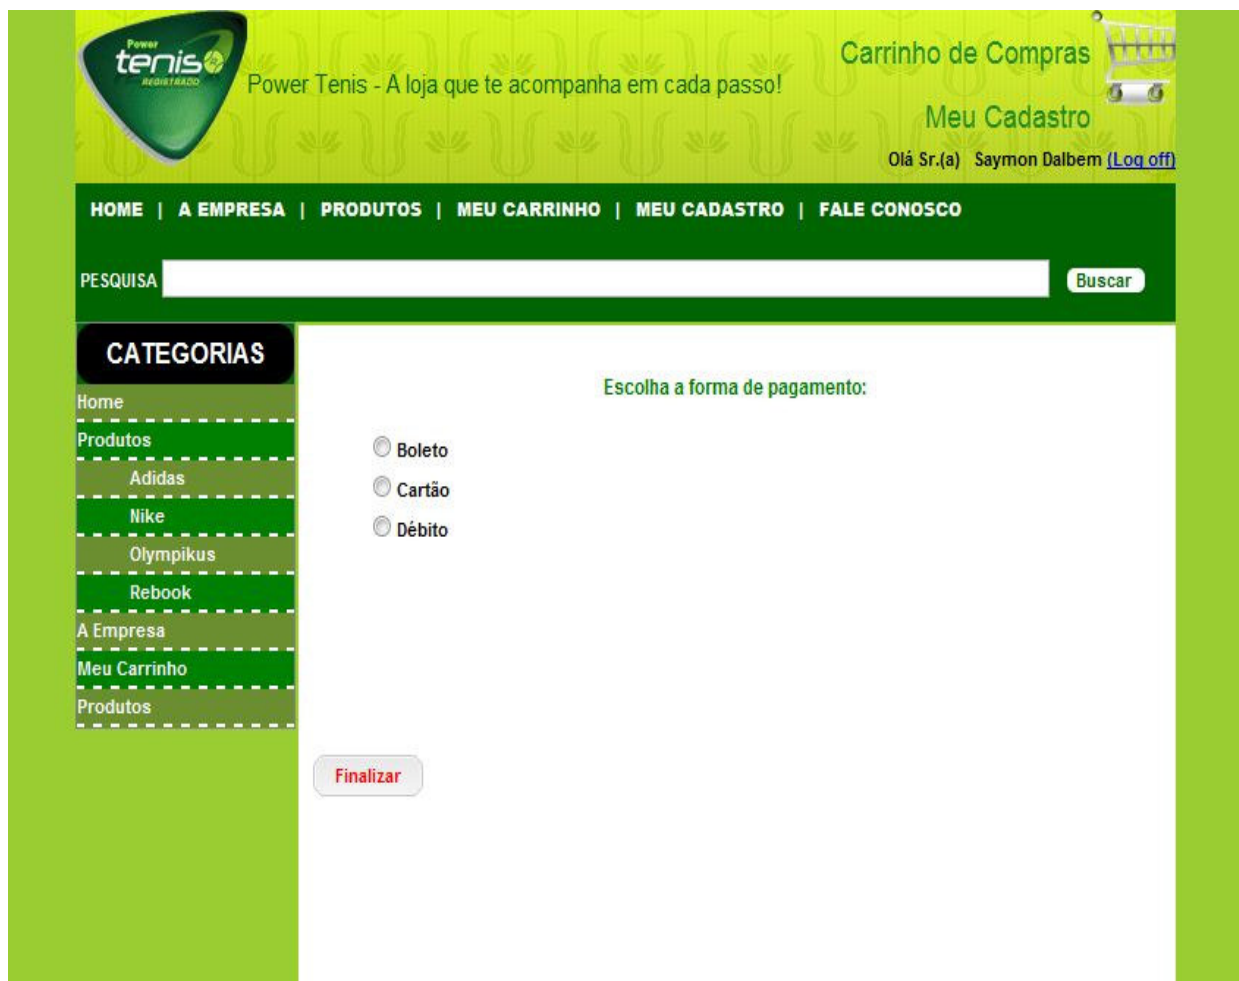 Power
tenis
REGISTRADO
Power Tenis - A loja que te acompanha em cada passo!
Carrinho de Compras
Meu Cadastro
Olá Sr.(a) Saymon Dalbem (Log off)
HOME | A EMPRESA | PRODUTOS | MEU CARRINHO | MEU CADASTRO | FALE CONOSCO
PESQUISA Buscar
CATEGORIAS
Home
Produtos
Adidas
Nike
Olympikus
Rebook
A Empresa
Meu Carrinho
Produtos
Escolha a forma de pagamento:
Boleto
Cartão
Débito
Finalizar